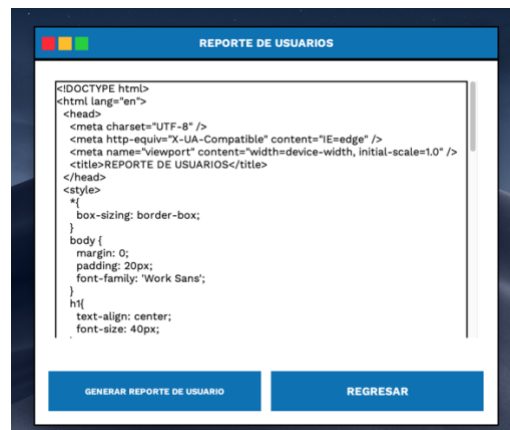 REPORTE DE USUARIOS
<!DOCTYPE html>
<html lang="en">
<head>
<meta charset="UTF-8" />
<meta http-equiv="X-UA-Compatible" content="IE=edge" />
<meta name="viewport" content="width=device-width, initial-scale=1.0" />
<title>REPORTE DE USUARIOS</title>
</head>
<style>
*{
box-sizing: border-box;
}
body {
margin: 0;
padding: 20px;
font-family: 'Work Sans';
}
h1{
text-align: center;
font-size: 40px;
GENERAR REPORTE DE USUARIO
REGRESAR